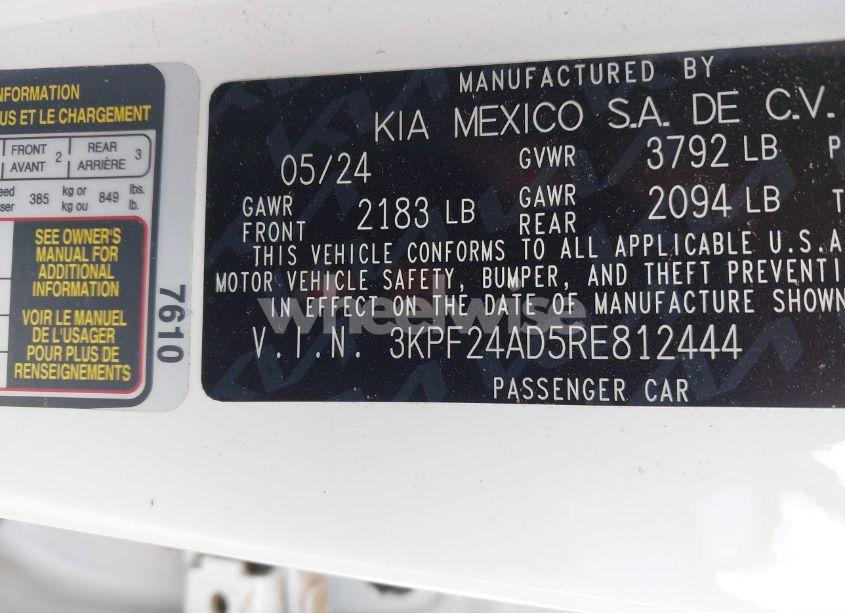 NFORMATION
US ET LE CHARGEMENT
FRONT 2 REAR 3
AVANT ARRIÈRE
385 kg or 849 lbs.
kg ou lb.
SEE OWNER'S
MANUAL FOR
ADDITIONAL
INFORMATION
VOIR LE MANUEL
DE L'USAGER
POUR PLUS DE
RENSEIGNEMENTS
7610
MANUFACTURED BY
KIA MEXICO S.A. DE C.V.
05/24 GVWR 3792 LB P
GAWR FRONT 2183 LB GAWR REAR 2094 LB T
THIS VEHICLE CONFORMS TO ALL APPLICABLE U.S.A
MOTOR VEHICLE SAFETY, BUMPER, AND THEFT PREVENTI
IN EFFECT ON THE DATE OF MANUFACTURE SHOWN
wheelwise
V.I.N. 3KPF24AD5RE812444
PASSENGER CAR